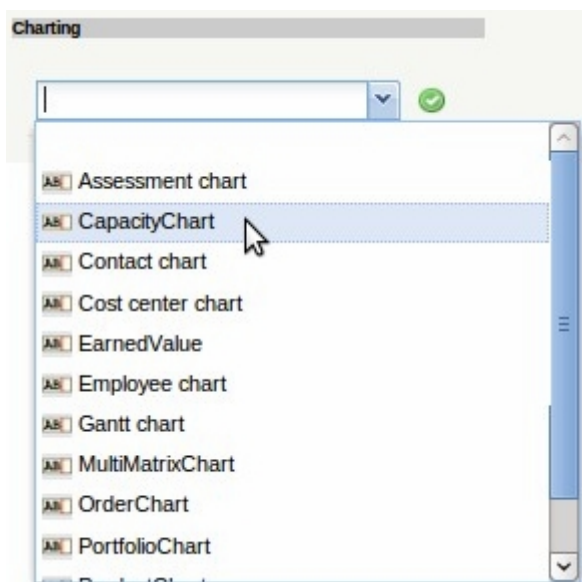 Charting
Assessment chart
CapacityChart
Contact chart
Cost center chart
EarnedValue
Employee chart
Gantt chart
MultiMatrixChart
OrderChart
PortfolioChart